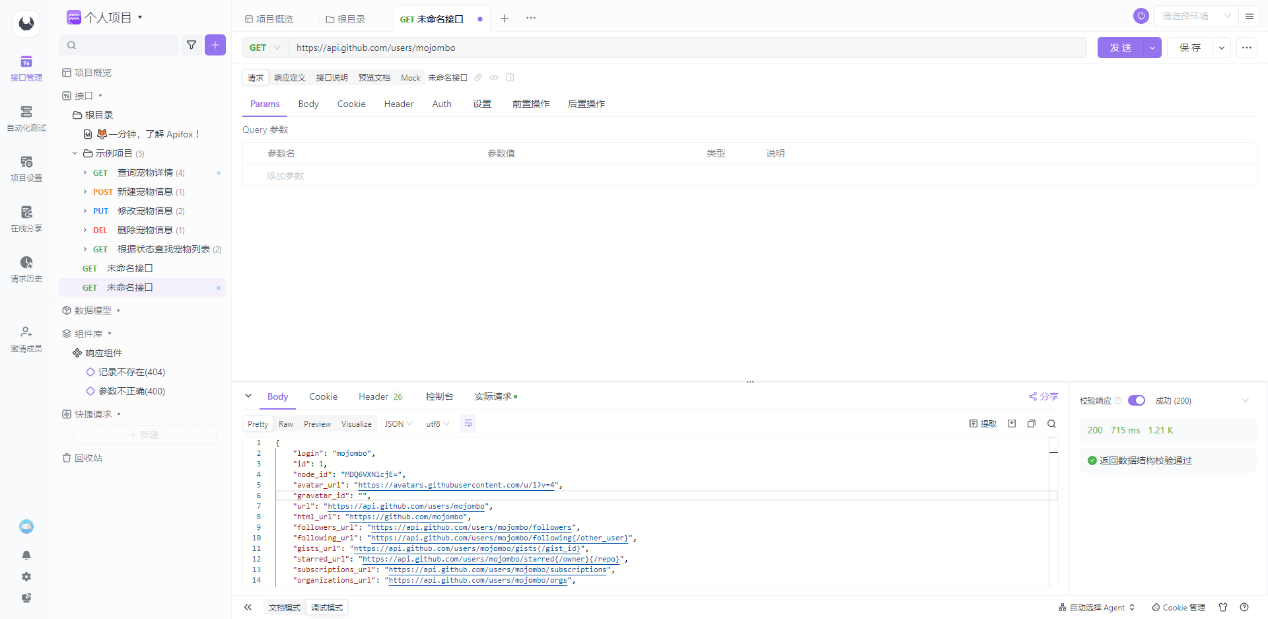 个人项目
项目概览
根目录
GET 未命名接口
请选择环境
接口管理
自动化测试
项目设置
在线分享
请求历史
邀请成员
项目概览
接口
根目录
一分钟，了解 Apifox！
示例项目 (5)
GET 查询宠物详情 (4)
POST 新建宠物信息 (1)
PUT 修改宠物信息 (2)
DEL 删除宠物信息 (1)
GET 根据状态查找宠物列表 (2)
GET 未命名接口
GET 未命名接口
数据模型
组件库
响应组件
记录不存在(404)
参数不正确(400)
快捷请求
+ 新建
回收站
GET https://api.github.com/users/mojombo
发送
保存
请求 响应定义 接口说明 预览文档 Mock 未命名接口
Params Body Cookie Header Auth 设置 前置操作 后置操作
Query 参数
参数名 参数值 类型 说明
添加参数
Body Cookie Header 26 控制台 实际请求 分享
Pretty Raw Preview Visualize JSON utf8 提取
1 {
2 "login": "mojombo",
3 "id": 1,
4 "node_id": "MDQ6VXNlcjE=",
5 "avatar_url": "https://avatars.githubusercontent.com/u/1?v=4",
6 "gravatar_id": "",
7 "url": "https://api.github.com/users/mojombo",
8 "html_url": "https://github.com/mojombo",
9 "followers_url": "https://api.github.com/users/mojombo/followers",
10 "following_url": "https://api.github.com/users/mojombo/following{/other_user}",
11 "gists_url": "https://api.github.com/users/mojombo/gists{/gist_id}",
12 "starred_url": "https://api.github.com/users/mojombo/starred{/owner}{/repo}",
13 "subscriptions_url": "https://api.github.com/users/mojombo/subscriptions",
14 "organizations_url": "https://api.github.com/users/mojombo/orgs",
校验响应 成功 (200)
200 715 ms 1.21 K
返回数据结构校验通过
文档模式 调试模式
自动选择 Agent Cookie 管理